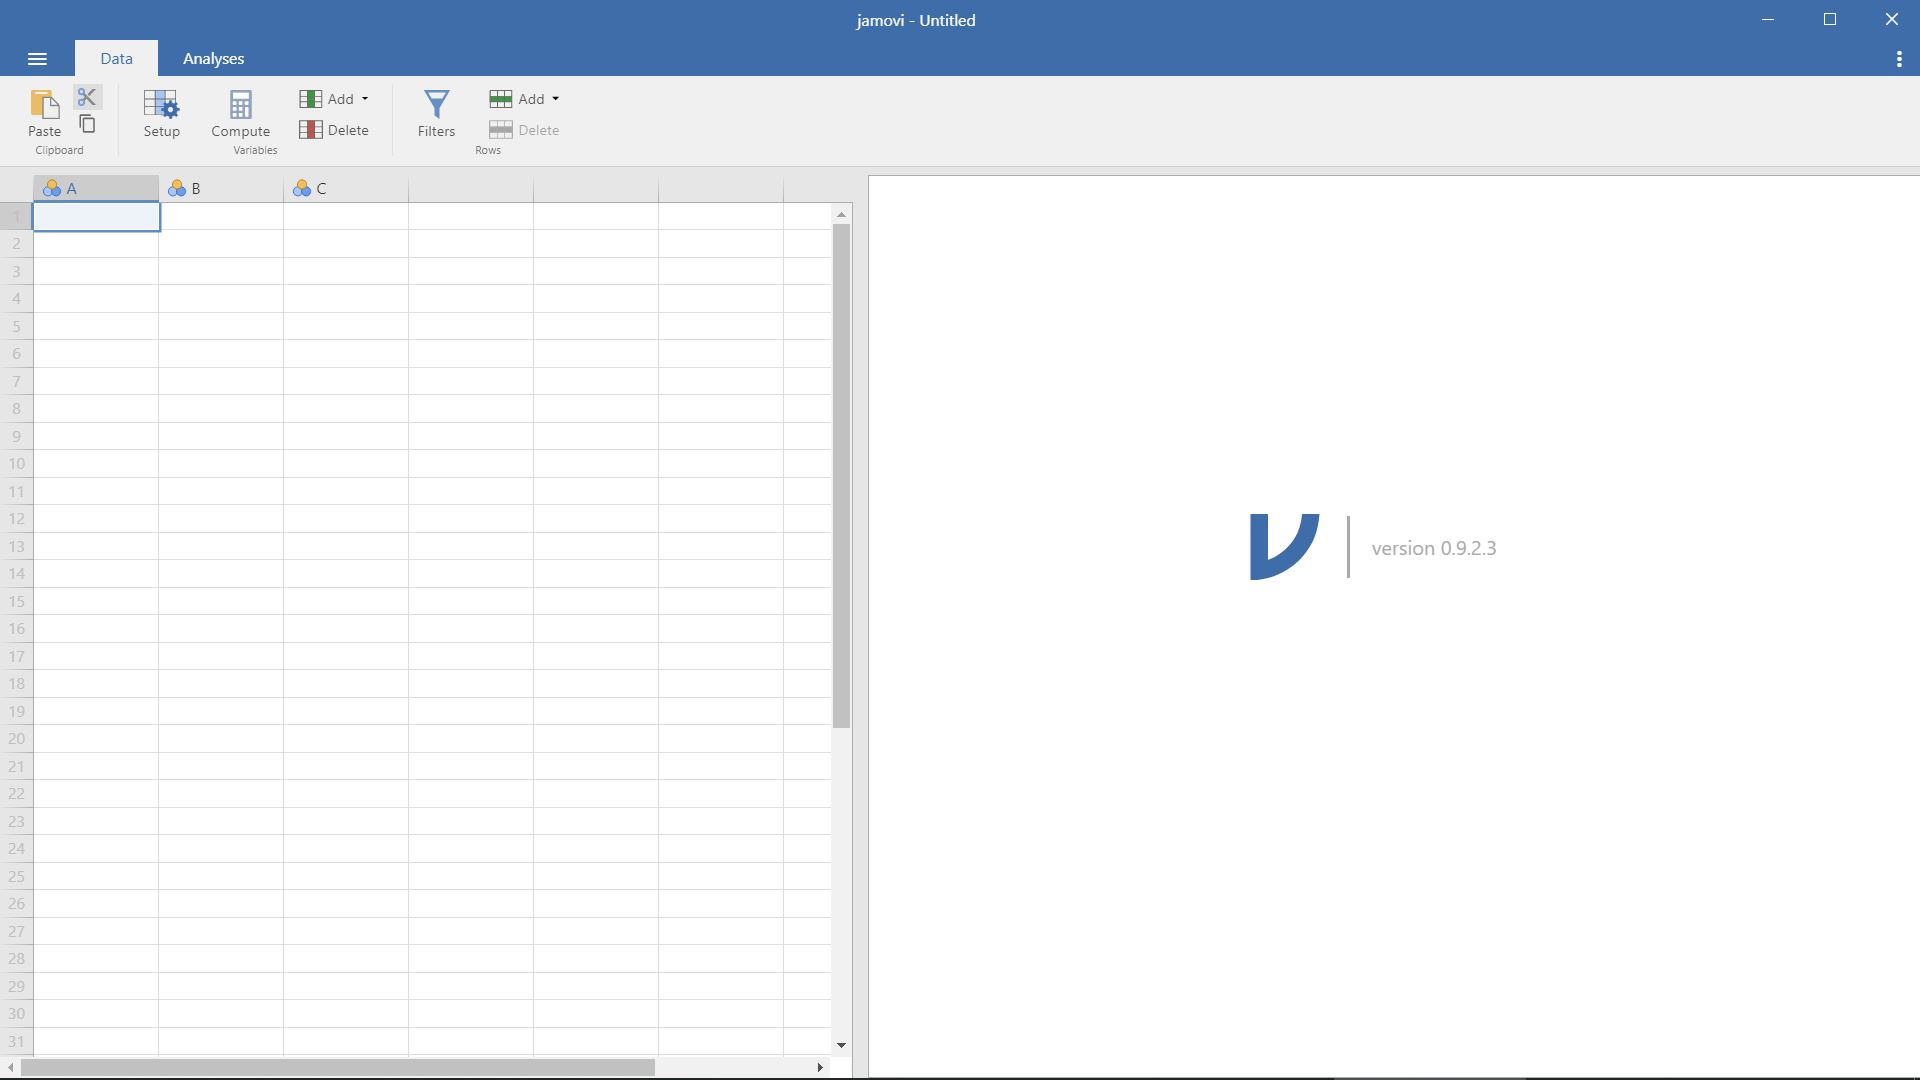 jamovi - Untitled
Data Analyses
Paste
Clipboard
Setup
Compute
Add
Delete
Variables
Filters
Add
Delete
Rows
A B C
1
2
3
4
5
6
7
8
9
10
11
12
13
14
15
16
17
18
19
20
21
22
23
24
25
26
27
28
29
30
31
version 0.9.2.3